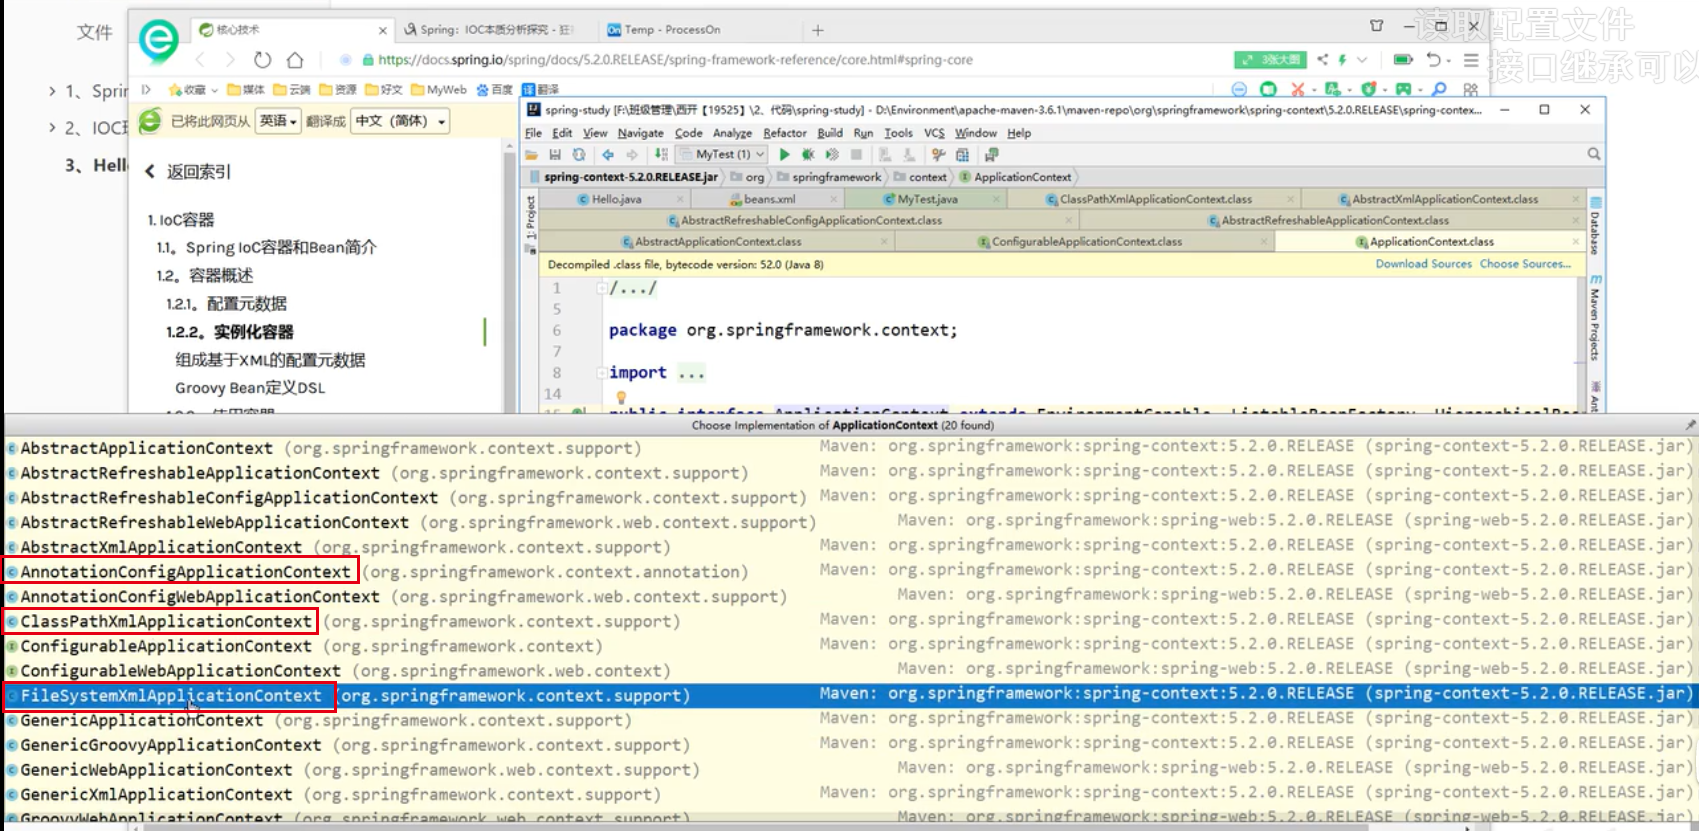 读取配置文件
接口继承可以
文件
1、Sprin
2、IOC
3、Hell
核心技术
Spring：IOC本质分析探究 - 狂
Temp - ProcessOn
https://docs.spring.io/spring/docs/5.2.0.RELEASE/spring-framework-reference/core.html#spring-core
3张大图
收藏 媒体 云端 资源 好文 MyWeb 百度 翻译
已将此网页从 英语 翻译成 中文（简体）
返回索引
1. IoC容器
1.1。Spring IoC容器和Bean简介
1.2。容器概述
1.2.1。配置元数据
1.2.2。实例化容器
组成基于XML的配置元数据
Groovy Bean定义DSL
spring-study [F:\班级管理\西开【19525】\2、代码\spring-study] - D:\Environment\apache-maven-3.6.1\maven-repo\org\springframework\spring-context\5.2.0.RELEASE\spring-contex...
File Edit View Navigate Code Analyze Refactor Build Run Tools VCS Window Help
MyTest (1)
spring-context-5.2.0.RELEASE.jar org springframework context ApplicationContext
Hello.java beans.xml MyTest.java ClassPathXmlApplicationContext.class AbstractXmlApplicationContext.class
AbstractRefreshableConfigApplicationContext.class AbstractRefreshableApplicationContext.class
AbstractApplicationContext.class ConfigurableApplicationContext.class ApplicationContext.class
1: Project
Database
Maven Projects
Ant
Decompiled .class file, bytecode version: 52.0 (Java 8) Download Sources Choose Sources...
1 /.../
5
6 package org.springframework.context;
7
8 import ...
14
public interface ApplicationContext extends EnvironmentCapable, ListableBeanFactory, HierarchicalBea
Choose Implementation of ApplicationContext (20 found)
AbstractApplicationContext (org.springframework.context.support) Maven: org.springframework:spring-context:5.2.0.RELEASE (spring-context-5.2.0.RELEASE.jar)
AbstractRefreshableApplicationContext (org.springframework.context.support) Maven: org.springframework:spring-context:5.2.0.RELEASE (spring-context-5.2.0.RELEASE.jar)
AbstractRefreshableConfigApplicationContext (org.springframework.context.support) Maven: org.springframework:spring-context:5.2.0.RELEASE (spring-context-5.2.0.RELEASE.jar)
AbstractRefreshableWebApplicationContext (org.springframework.web.context.support) Maven: org.springframework:spring-web:5.2.0.RELEASE (spring-web-5.2.0.RELEASE.jar)
AbstractXmlApplicationContext (org.springframework.context.support) Maven: org.springframework:spring-context:5.2.0.RELEASE (spring-context-5.2.0.RELEASE.jar)
AnnotationConfigApplicationContext (org.springframework.context.annotation) Maven: org.springframework:spring-context:5.2.0.RELEASE (spring-context-5.2.0.RELEASE.jar)
AnnotationConfigWebApplicationContext (org.springframework.web.context.support) Maven: org.springframework:spring-web:5.2.0.RELEASE (spring-web-5.2.0.RELEASE.jar)
ClassPathXmlApplicationContext (org.springframework.context.support) Maven: org.springframework:spring-context:5.2.0.RELEASE (spring-context-5.2.0.RELEASE.jar)
ConfigurableApplicationContext (org.springframework.context) Maven: org.springframework:spring-context:5.2.0.RELEASE (spring-context-5.2.0.RELEASE.jar)
ConfigurableWebApplicationContext (org.springframework.web.context) Maven: org.springframework:spring-web:5.2.0.RELEASE (spring-web-5.2.0.RELEASE.jar)
FileSystemXmlApplicationContext (org.springframework.context.support) Maven: org.springframework:spring-context:5.2.0.RELEASE (spring-context-5.2.0.RELEASE.jar)
GenericApplicationContext (org.springframework.context.support) Maven: org.springframework:spring-context:5.2.0.RELEASE (spring-context-5.2.0.RELEASE.jar)
GenericGroovyApplicationContext (org.springframework.context.support) Maven: org.springframework:spring-context:5.2.0.RELEASE (spring-context-5.2.0.RELEASE.jar)
GenericWebApplicationContext (org.springframework.web.context.support) Maven: org.springframework:spring-web:5.2.0.RELEASE (spring-web-5.2.0.RELEASE.jar)
GenericXmlApplicationContext (org.springframework.context.support) Maven: org.springframework:spring-context:5.2.0.RELEASE (spring-context-5.2.0.RELEASE.jar)
GroovyWebApplicationContext (org.springframework.web.context.support) Maven: org.springframework:spring-web:5.2.0.RELEASE (spring-web-5.2.0.RELEASE.jar)